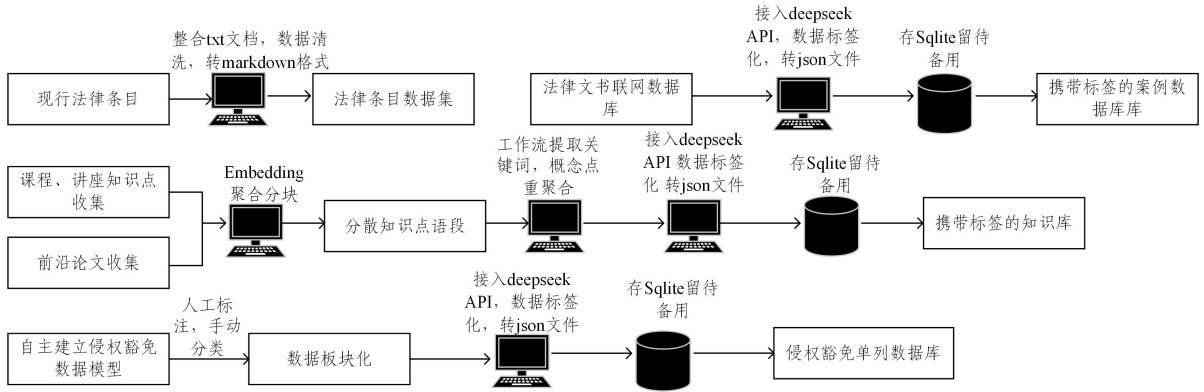 整合txt文档，数据清
洗，转markdown格式
现行法律条目
法律条目数据集
接入deepseek
API，数据标签
化，转json文件
存Sqlite留待
备用
法律文书联网数据
库
携带标签的案例数
据库库
课程、讲座知识点
收集
前沿论文收集
Embedding
聚合分块
分散知识点语段
工作流提取关
键词，概念点
重聚合
接入deepseek
API 数据标签
化 转json文件
存Sqlite留待
备用
携带标签的知识库
自主建立侵权豁免
数据模型
人工标
注，手动
分类
数据板块化
接入deepseek
API，数据标签
化，转json文件
存Sqlite留待
备用
侵权豁免单列数据库